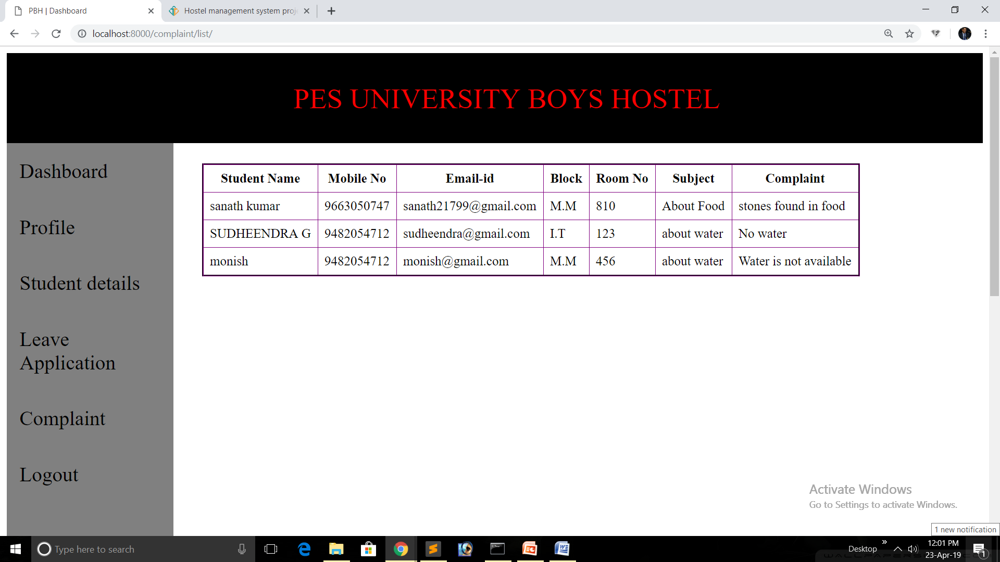 PBH | Dashboard
Hostel management system proj
localhost:8000/complaint/list/
PES UNIVERSITY BOYS HOSTEL
Dashboard
Profile
Student details
Leave
Application
Complaint
Logout
Student Name Mobile No Email-id Block Room No Subject Complaint
sanath kumar 9663050747 sanath21799@gmail.com M.M 810 About Food stones found in food
SUDHEENDRA G 9482054712 sudheendra@gmail.com I.T 123 about water No water
monish 9482054712 monish@gmail.com M.M 456 about water Water is not available
Activate Windows
Go to Settings to activate Windows.
1 new notification
Type here to search
Desktop
12:01 PM
23-Apr-19
1